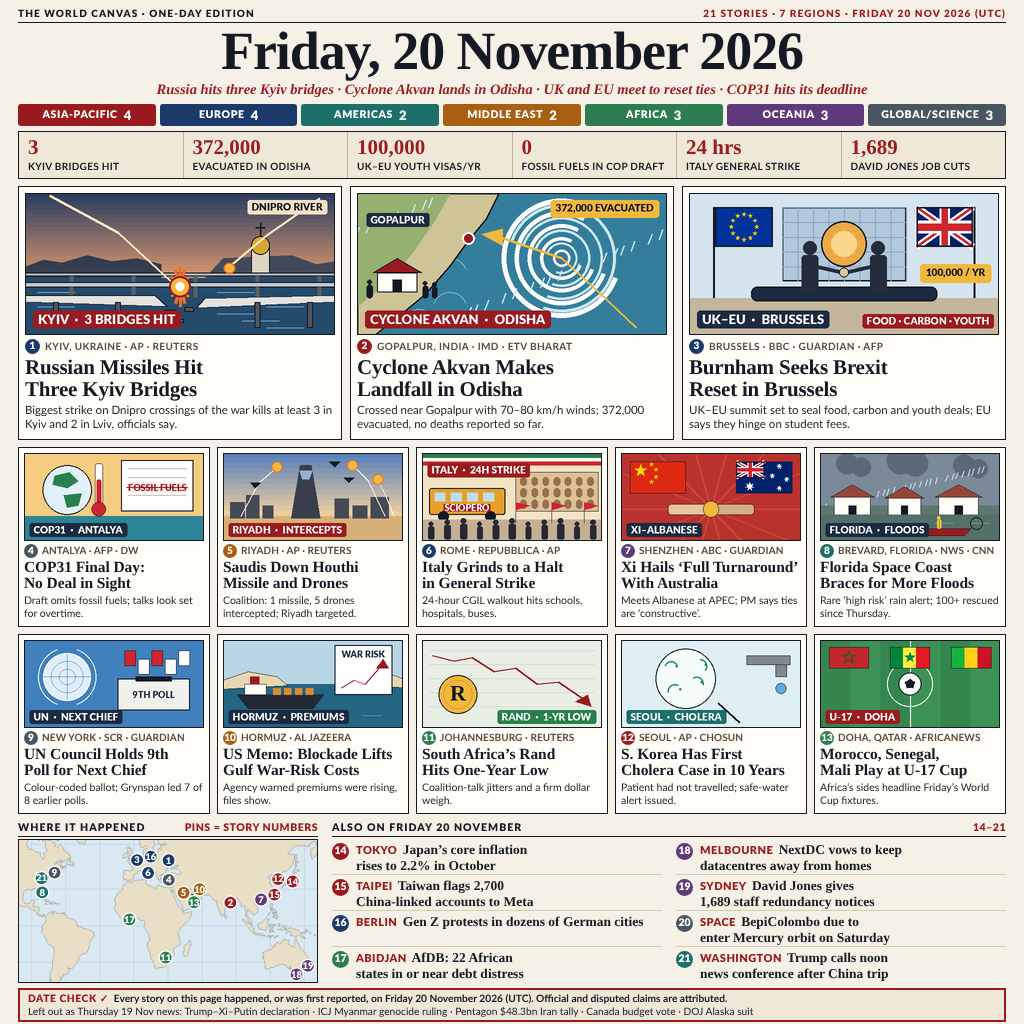 THE WORLD CANVAS · ONE-DAY EDITION
21 STORIES · 7 REGIONS · FRIDAY 20 NOV 2026 (UTC)
Friday, 20 November 2026
Russia hits three Kyiv bridges · Cyclone Akvan lands in Odisha · UK and EU meet to reset ties · COP31 hits its deadline
ASIA-PACIFIC 4
EUROPE 4
AMERICAS 2
MIDDLE EAST 2
AFRICA 3
OCEANIA 3
GLOBAL/SCIENCE 3
3
KYIV BRIDGES HIT
372,000
EVACUATED IN ODISHA
100,000
UK–EU YOUTH VISAS/YR
0
FOSSIL FUELS IN COP DRAFT
24 hrs
ITALY GENERAL STRIKE
1,689
DAVID JONES JOB CUTS
DNIPRO RIVER
KYIV · 3 BRIDGES HIT
1 KYIV, UKRAINE · AP · REUTERS
Russian Missiles Hit
Three Kyiv Bridges
Biggest strike on Dnipro crossings of the war kills at least 3 in
Kyiv and 2 in Lviv, officials say.
GOPALPUR
372,000 EVACUATED
CYCLONE AKVAN · ODISHA
2 GOPALPUR, INDIA · IMD · ETV BHARAT
Cyclone Akvan Makes
Landfall in Odisha
Crossed near Gopalpur with 70–80 km/h winds; 372,000
evacuated, no deaths reported so far.
100,000 / YR
UK–EU · BRUSSELS
FOOD · CARBON · YOUTH
3 BRUSSELS · BBC · GUARDIAN · AFP
Burnham Seeks Brexit
Reset in Brussels
UK–EU summit set to seal food, carbon and youth deals; EU
says they hinge on student fees.
FOSSIL FUELS
COP31 · ANTALYA
4 ANTALYA · AFP · DW
COP31 Final Day:
No Deal in Sight
Draft omits fossil fuels; talks look set
for overtime.
RIYADH · INTERCEPTS
5 RIYADH · AP · REUTERS
Saudis Down Houthi
Missile and Drones
Coalition: 1 missile, 5 drones
intercepted; Riyadh targeted.
ITALY · 24H STRIKE
SCIOPERO
6 ROME · REPUBBLICA · AP
Italy Grinds to a Halt
in General Strike
24-hour CGIL walkout hits schools,
hospitals, buses.
XI–ALBANESE
7 SHENZHEN · ABC · GUARDIAN
Xi Hails ‘Full Turnaround’
With Australia
Meets Albanese at APEC; PM says ties
are ‘constructive’.
FLORIDA · FLOODS
8 BREVARD, FLORIDA · NWS · CNN
Florida Space Coast
Braces for More Floods
Rare ‘high risk’ rain alert; 100+ rescued
since Thursday.
9TH POLL
UN · NEXT CHIEF
9 NEW YORK · SCR · GUARDIAN
UN Council Holds 9th
Poll for Next Chief
Colour-coded ballot; Grynspan led 7 of
8 earlier polls.
WAR RISK
HORMUZ · PREMIUMS
10 HORMUZ · AL JAZEERA
US Memo: Blockade Lifts
Gulf War-Risk Costs
Agency warned premiums were rising,
files show.
R
RAND · 1-YR LOW
11 JOHANNESBURG · REUTERS
South Africa’s Rand
Hits One-Year Low
Coalition-talk jitters and a firm dollar
weigh.
SEOUL · CHOLERA
12 SEOUL · AP · CHOSUN
S. Korea Has First
Cholera Case in 10 Years
Patient had not travelled; safe-water
alert issued.
U-17 · DOHA
13 DOHA, QATAR · AFRICANEWS
Morocco, Senegal,
Mali Play at U-17 Cup
Africa’s sides headline Friday’s World
Cup fixtures.
WHERE IT HAPPENED
PINS = STORY NUMBERS
3 16 1
6 4
21 9
8
5 10
13
17
11
2
12 14
7 15
19
18
ALSO ON FRIDAY 20 NOVEMBER
14–21
14 TOKYO Japan’s core inflation
rises to 2.2% in October
15 TAIPEI Taiwan flags 2,700
China-linked accounts to Meta
16 BERLIN Gen Z protests in dozens of German cities
17 ABIDJAN AfDB: 22 African
states in or near debt distress
18 MELBOURNE NextDC vows to keep
datacentres away from homes
19 SYDNEY David Jones gives
1,689 staff redundancy notices
20 SPACE BepiColombo due to
enter Mercury orbit on Saturday
21 WASHINGTON Trump calls noon
news conference after China trip
DATE CHECK ✓ Every story on this page happened, or was first reported, on Friday 20 November 2026 (UTC). Official and disputed claims are attributed.
Left out as Thursday 19 Nov news: Trump–Xi–Putin declaration · ICJ Myanmar genocide ruling · Pentagon $48.3bn Iran tally · Canada budget vote · DOJ Alaska suit